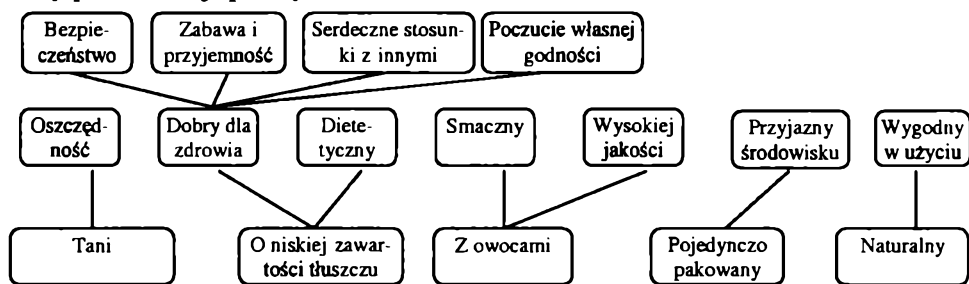 Bezpie-
czeństwo
Zabawa i
przyjemność
Serdeczne stosun-
ki z innymi
Poczucie własnej
godności
Oszczęd-
ność
Dobry dla
zdrowia
Diete-
tyczny
Smaczny
Wysokiej
jakości
Przyjazny
środowisku
Wygodny
w użyciu
Tani
O niskiej zawar-
tości tłuszczu
Z owocami
Pojedynczo
pakowany
Naturalny